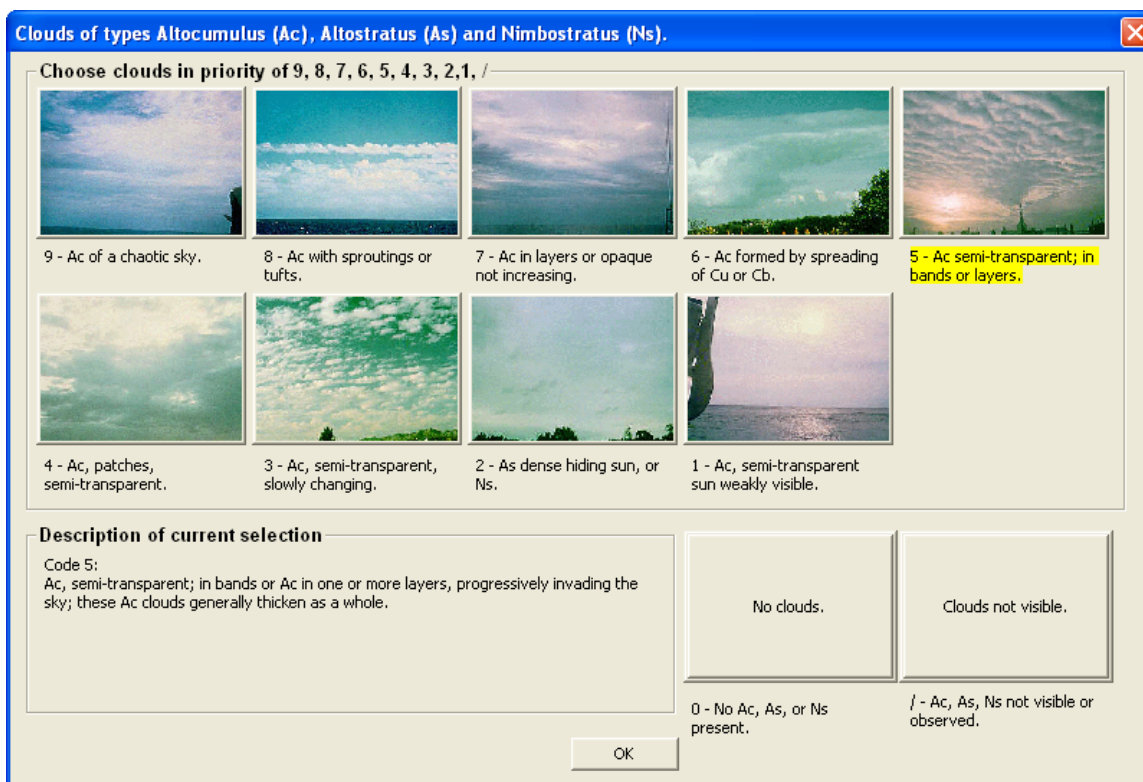 Clouds of types Altocumulus (Ac), Altostratus (As) and Nimbostratus (Ns).
Choose clouds in priority of 9, 8, 7, 6, 5, 4, 3, 2,1, /
9 - Ac of a chaotic sky.
8 - Ac with sproutings or
tufts.
7 - Ac in layers or opaque
not increasing.
6 - Ac formed by spreading
of Cu or Cb.
5 - Ac semi-transparent; in
bands or layers.
4 - Ac, patches,
semi-transparent.
3 - Ac, semi-transparent,
slowly changing.
2 - As dense hiding sun, or
Ns.
1 - Ac, semi-transparent
sun weakly visible.
Description of current selection
Code 5:
Ac, semi-transparent; in bands or Ac in one or more layers, progressively invading the
sky; these Ac clouds generally thicken as a whole.
No clouds.
Clouds not visible.
0 - No Ac, As, or Ns
present.
/ - Ac, As, Ns not visible or
observed.
OK